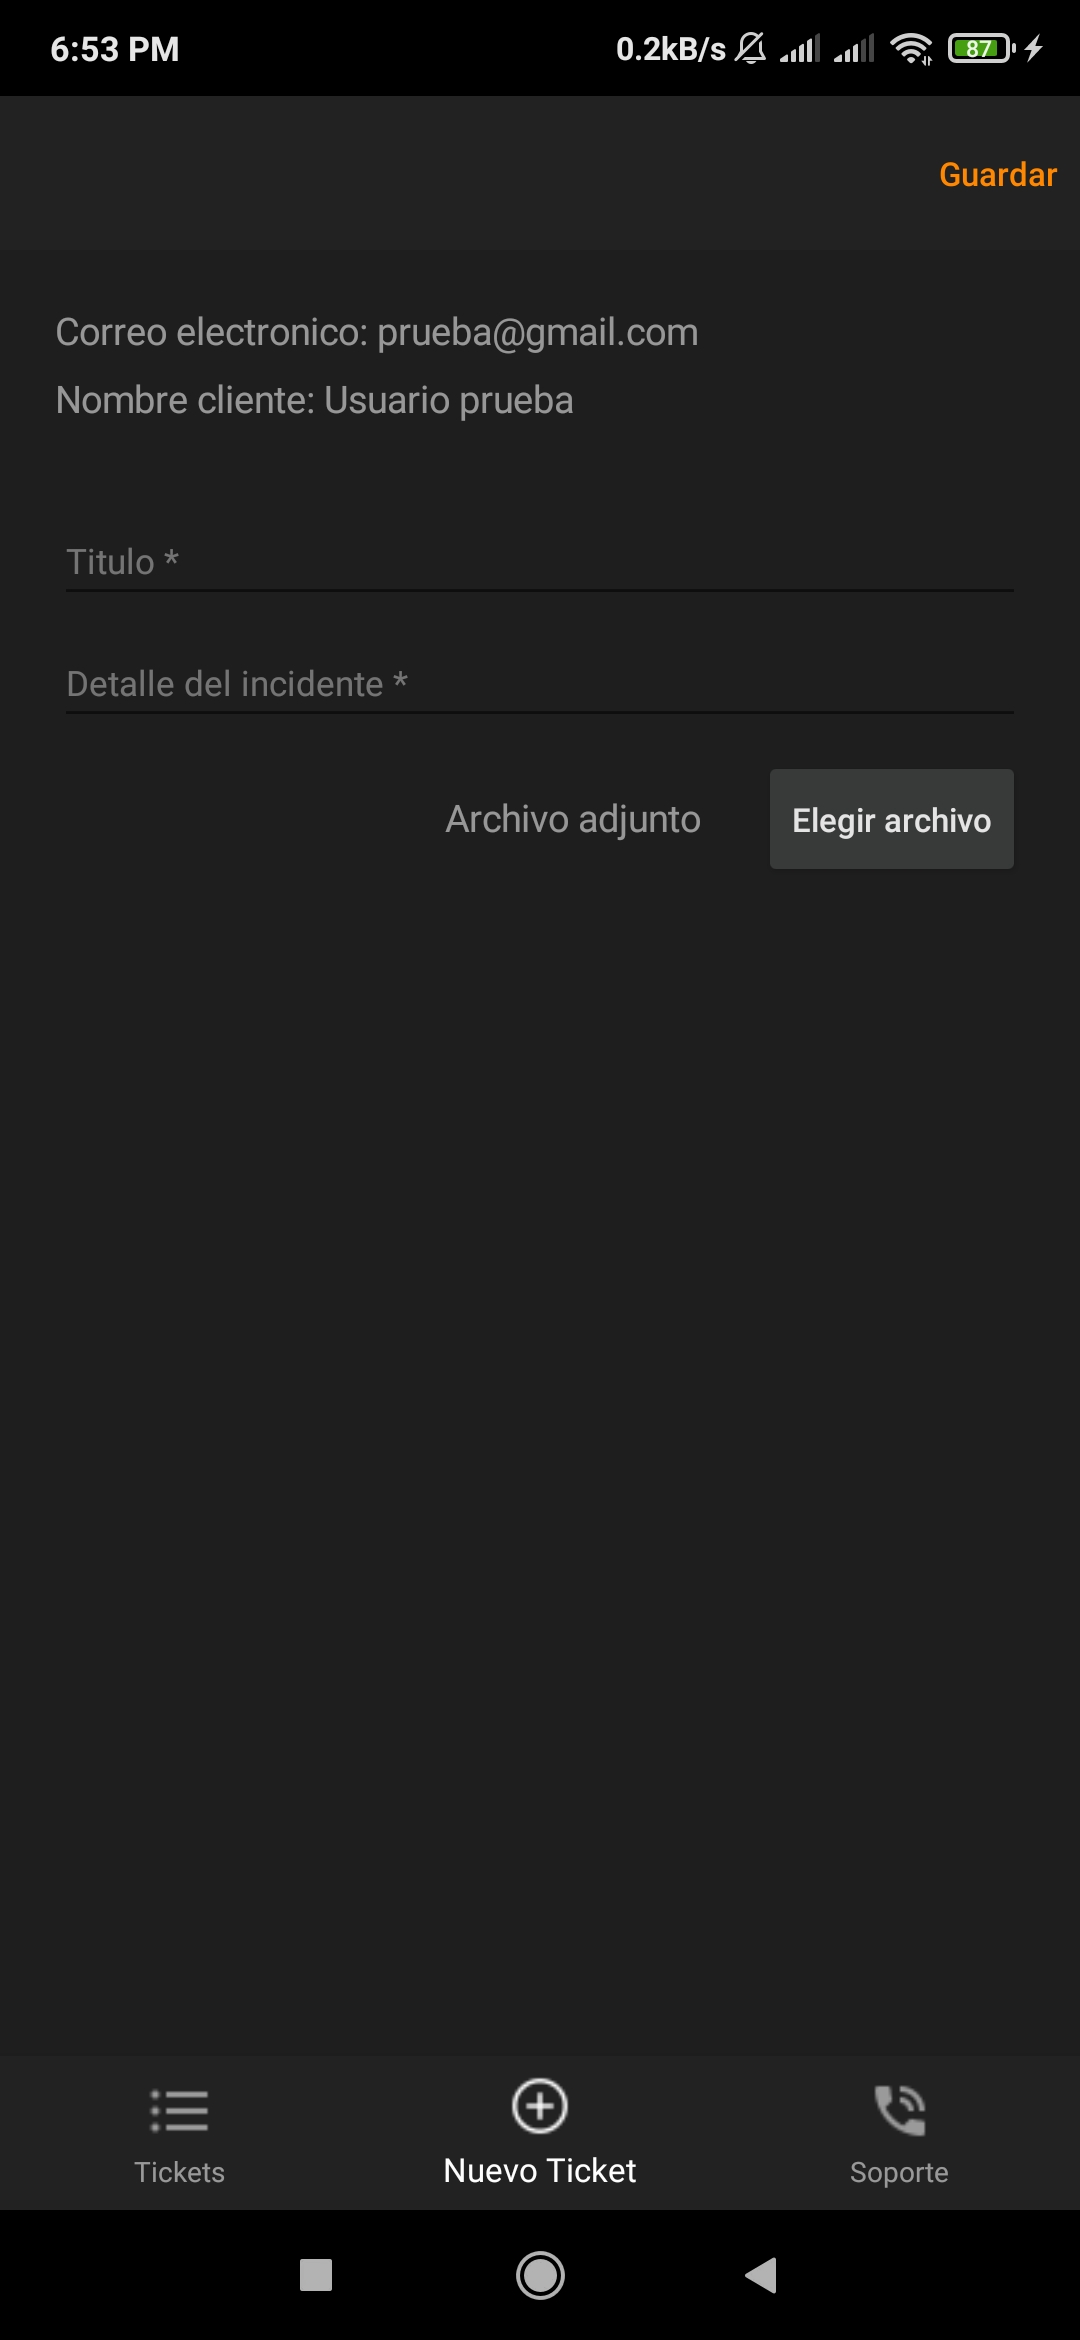 6:53 PM 0.2kB/s 87
Guardar
Correo electronico: prueba@gmail.com
Nombre cliente: Usuario prueba
Titulo *
Detalle del incidente *
Archivo adjunto Elegir archivo
Tickets Nuevo Ticket Soporte